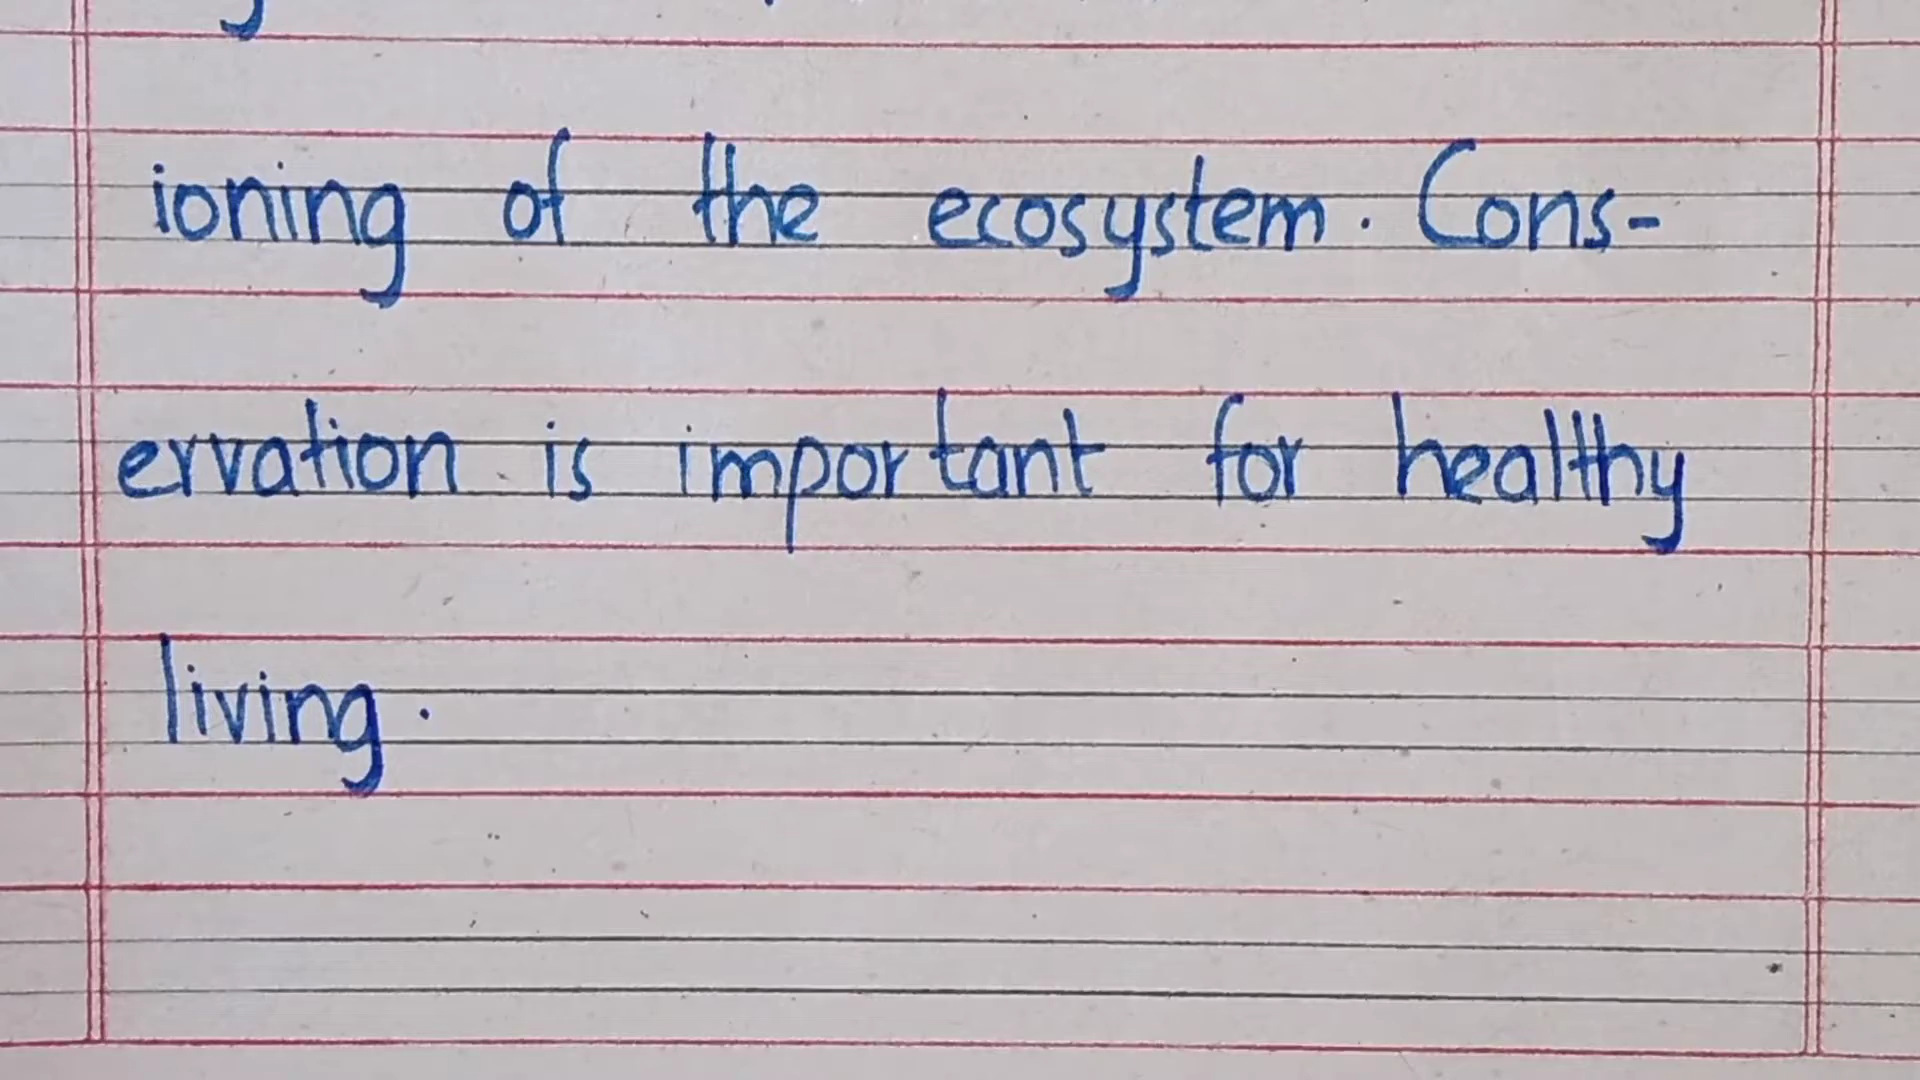 ioning of the ecosystem. Cons-
ervation is important for healthy
living.